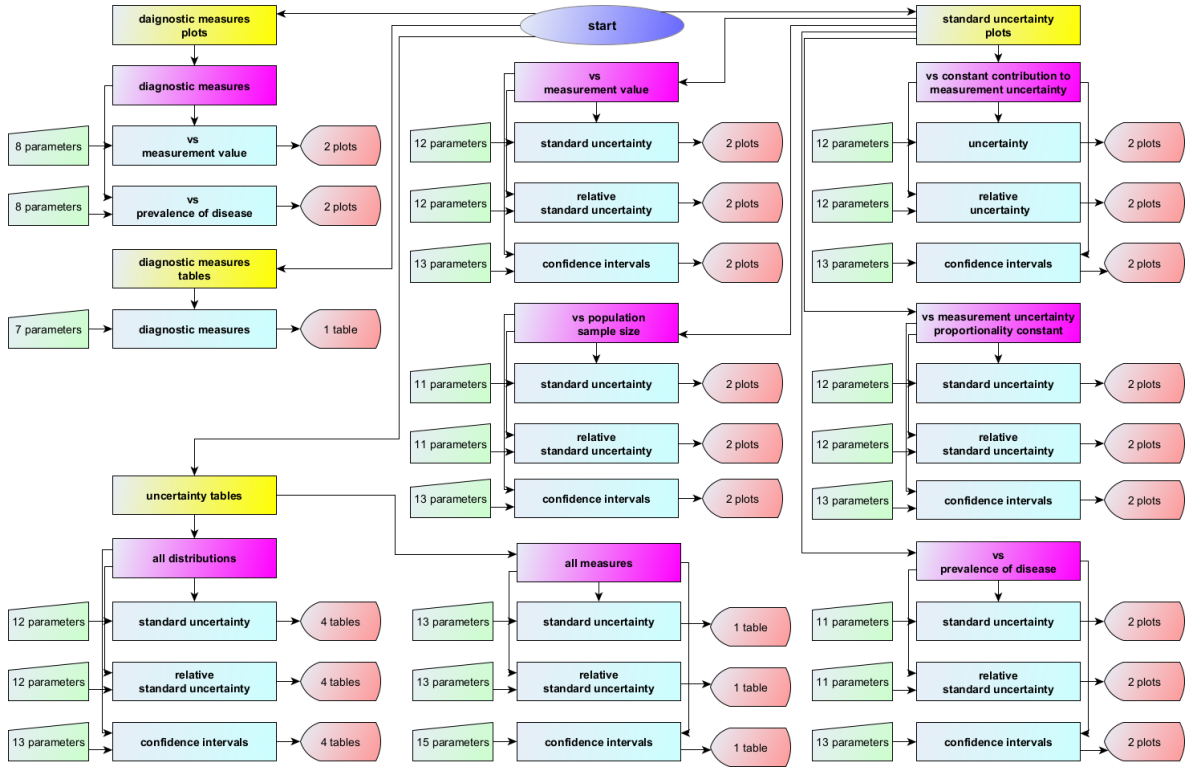 daignostic measures
plots
diagnostic measures
8 parameters
vs
measurement value
2 plots
8 parameters
vs
prevalence of disease
2 plots
diagnostic measures
tables
7 parameters
diagnostic measures
1 table
start
vs
measurement value
12 parameters
standard uncertainty
2 plots
12 parameters
relative
standard uncertainty
2 plots
13 parameters
confidence intervals
2 plots
vs population
sample size
11 parameters
standard uncertainty
2 plots
11 parameters
relative
standard uncertainty
2 plots
13 parameters
confidence intervals
2 plots
standard uncertainty
plots
vs constant contribution to
measurement uncertainty
12 parameters
uncertainty
2 plots
12 parameters
relative
uncertainty
2 plots
13 parameters
confidence intervals
2 plots
vs measurement uncertainty
proportionality constant
12 parameters
standard uncertainty
2 plots
12 parameters
relative
standard uncertainty
2 plots
13 parameters
confidence intervals
2 plots
uncertainty tables
all distributions
12 parameters
standard uncertainty
4 tables
12 parameters
relative
standard uncertainty
4 tables
13 parameters
confidence intervals
4 tables
all measures
13 parameters
standard uncertainty
1 table
13 parameters
relative
standard uncertainty
1 table
15 parameters
confidence intervals
1 table
vs
prevalence of disease
11 parameters
standard uncertainty
2 plots
11 parameters
relative
standard uncertainty
2 plots
13 parameters
confidence intervals
2 plots